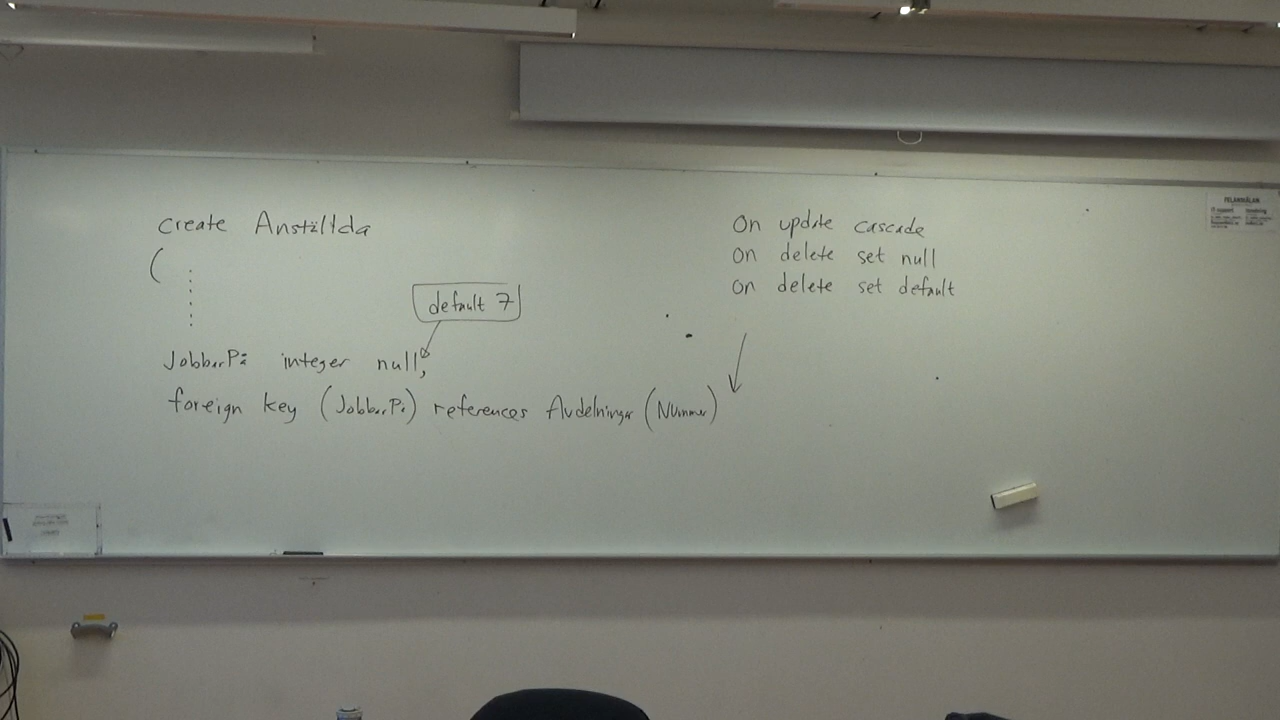 create Anställda
(
default 7
JobbarPå integer null,
foreign key (JobbarPå) references Avdelningar (Nummer)
On update cascade
on delete set null
on delete set default
FELANMÄLAN